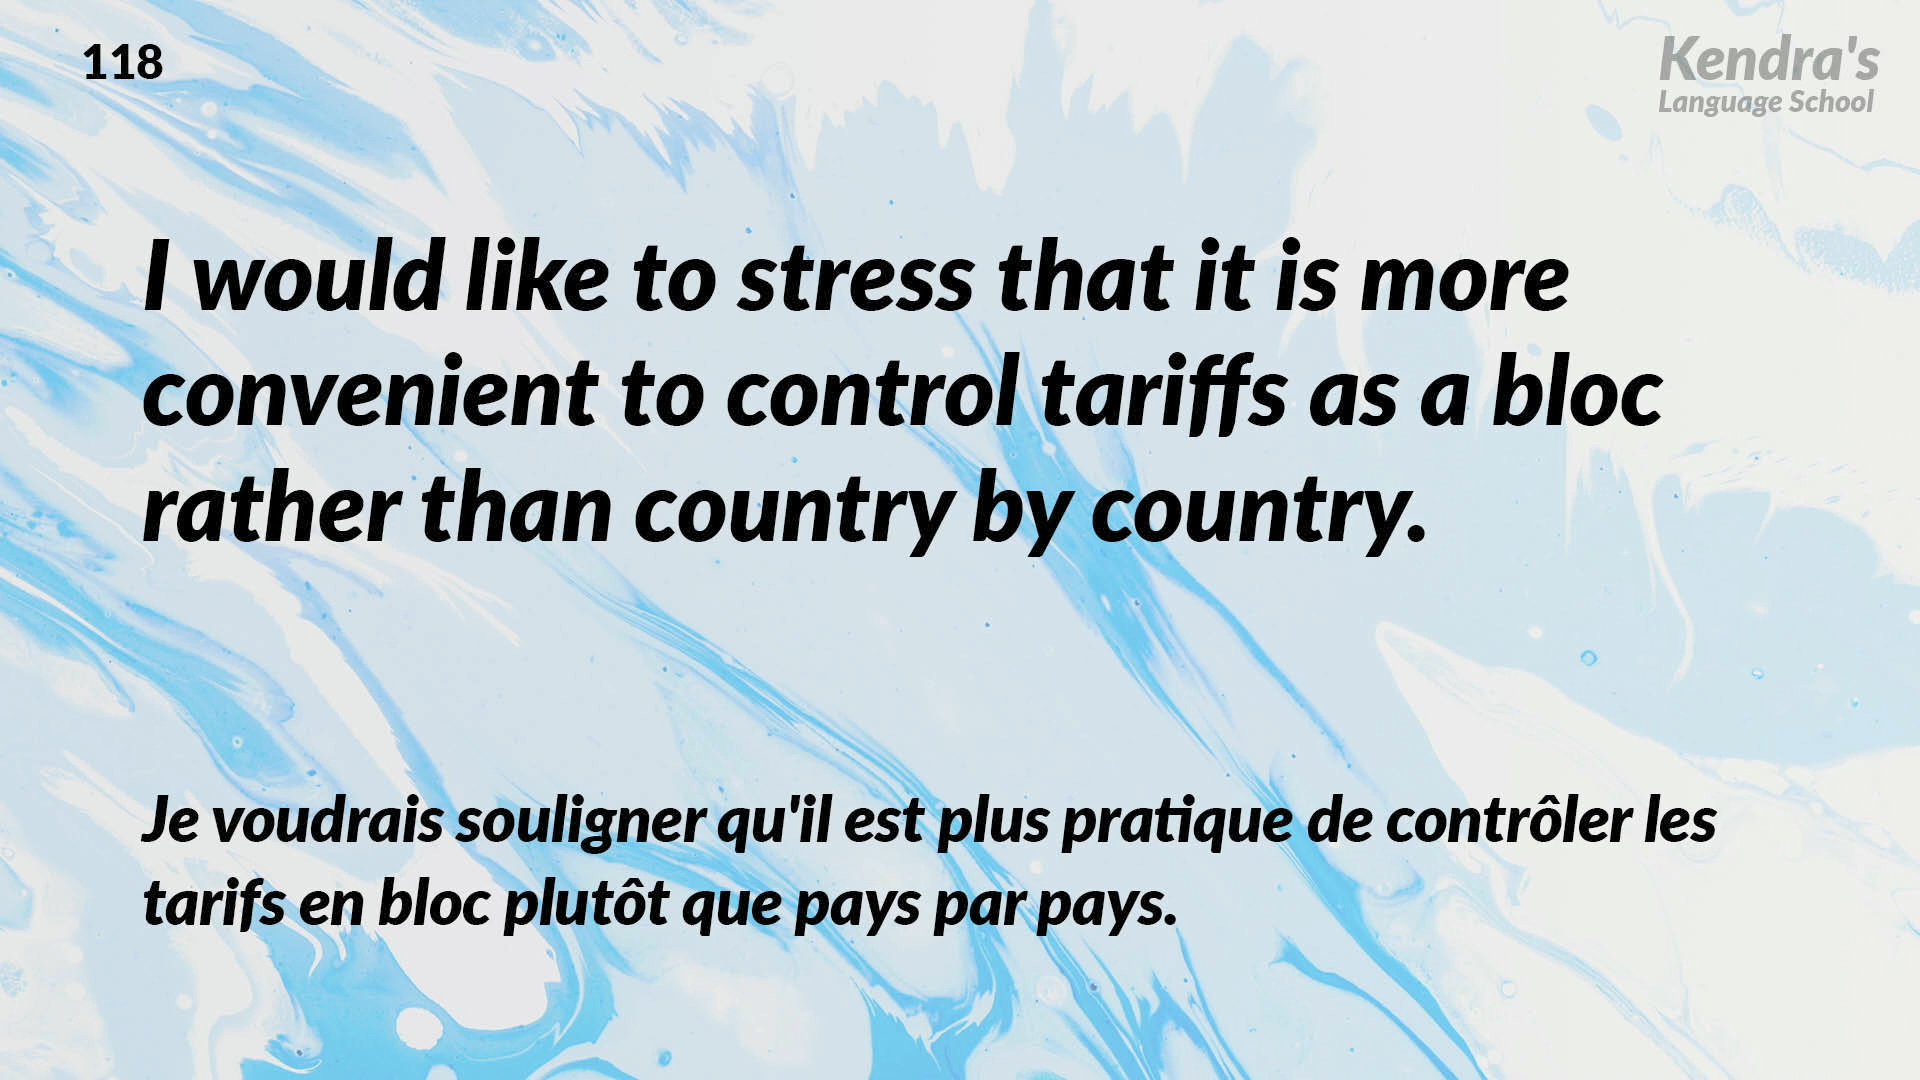 118
Kendra's
Language School
I would like to stress that it is more
convenient to control tariffs as a bloc
rather than country by country.
Je voudrais souligner qu'il est plus pratique de contrôler les
tarifs en bloc plutôt que pays par pays.